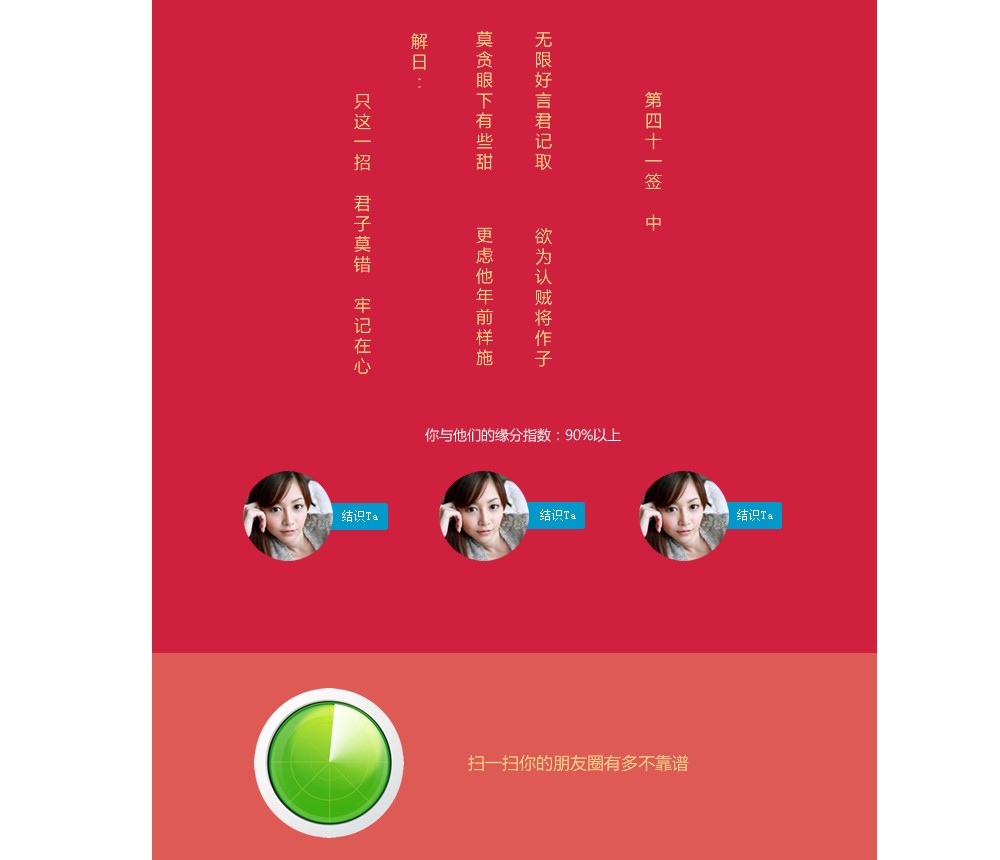 第四十一签 中
无限好言君记取 欲为认贼将作子
莫贪眼下有些甜 更虑他年前样施
解日：
只这一招 君子莫错 牢记在心
你与他们的缘分指数：90%以上
结识Ta
结识Ta
结识Ta
扫一扫你的朋友圈有多不靠谱